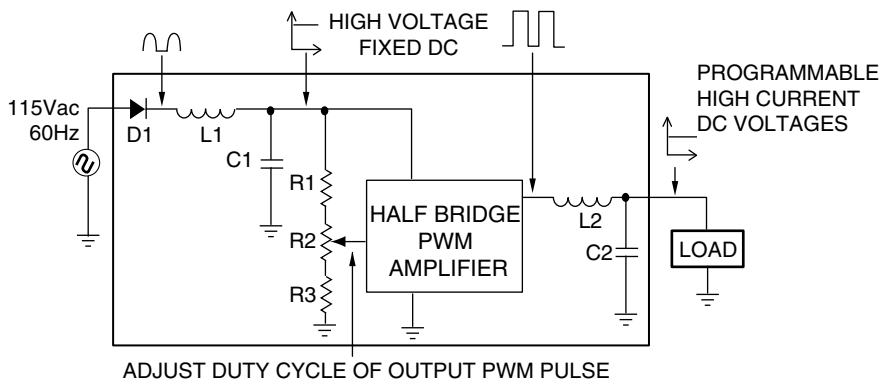 HIGH VOLTAGE
FIXED DC
PROGRAMMABLE
HIGH CURRENT
DC VOLTAGES
115Vac
60Hz
D1
L1
C1
R1
R2
R3
HALF BRIDGE
PWM
AMPLIFIER
L2
C2
LOAD
ADJUST DUTY CYCLE OF OUTPUT PWM PULSE